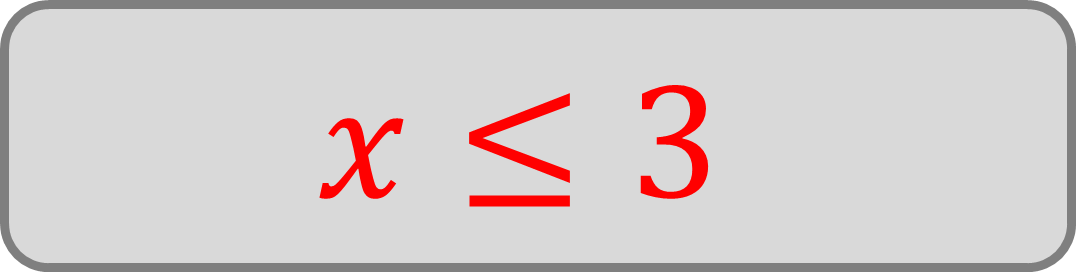 x ≤ 3